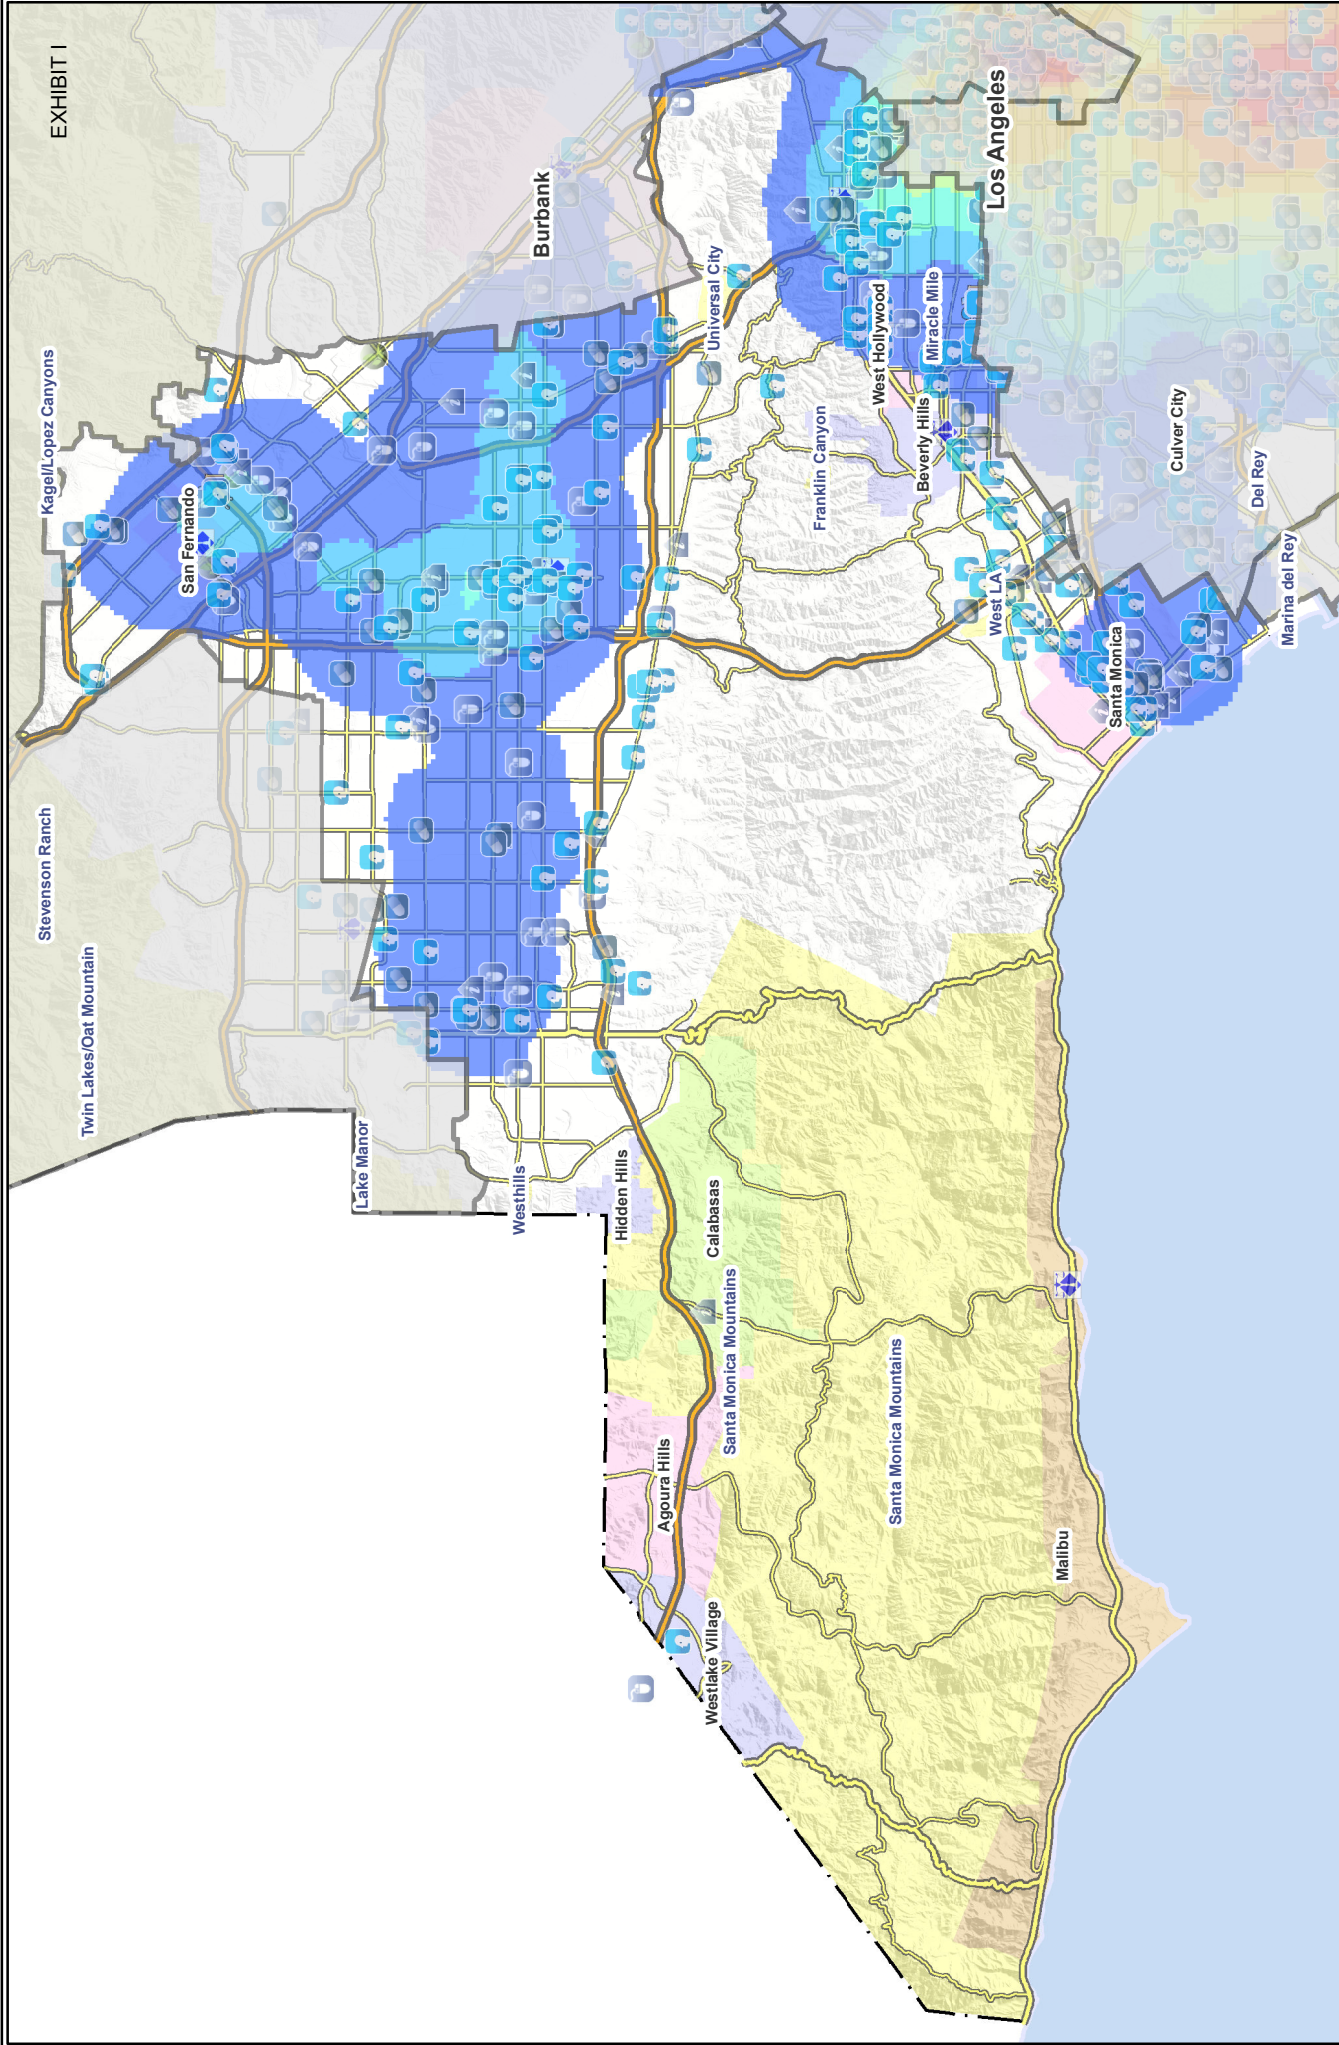 EXHIBIT I
Stevenson Ranch
Kagel/Lopez Canyons
Twin Lakes/Oat Mountain
San Fernando
Lake Manor
Burbank
Westhills
Hidden Hills
Agoura Hills
Calabasas
Universal City
Westlake Village
Santa Monica Mountains
Franklin Canyon
West Hollywood
Santa Monica Mountains
Beverly Hills
Miracle Mile
Los Angeles
West LA
Malibu
Santa Monica
Culver City
Del Rey
Marina del Rey